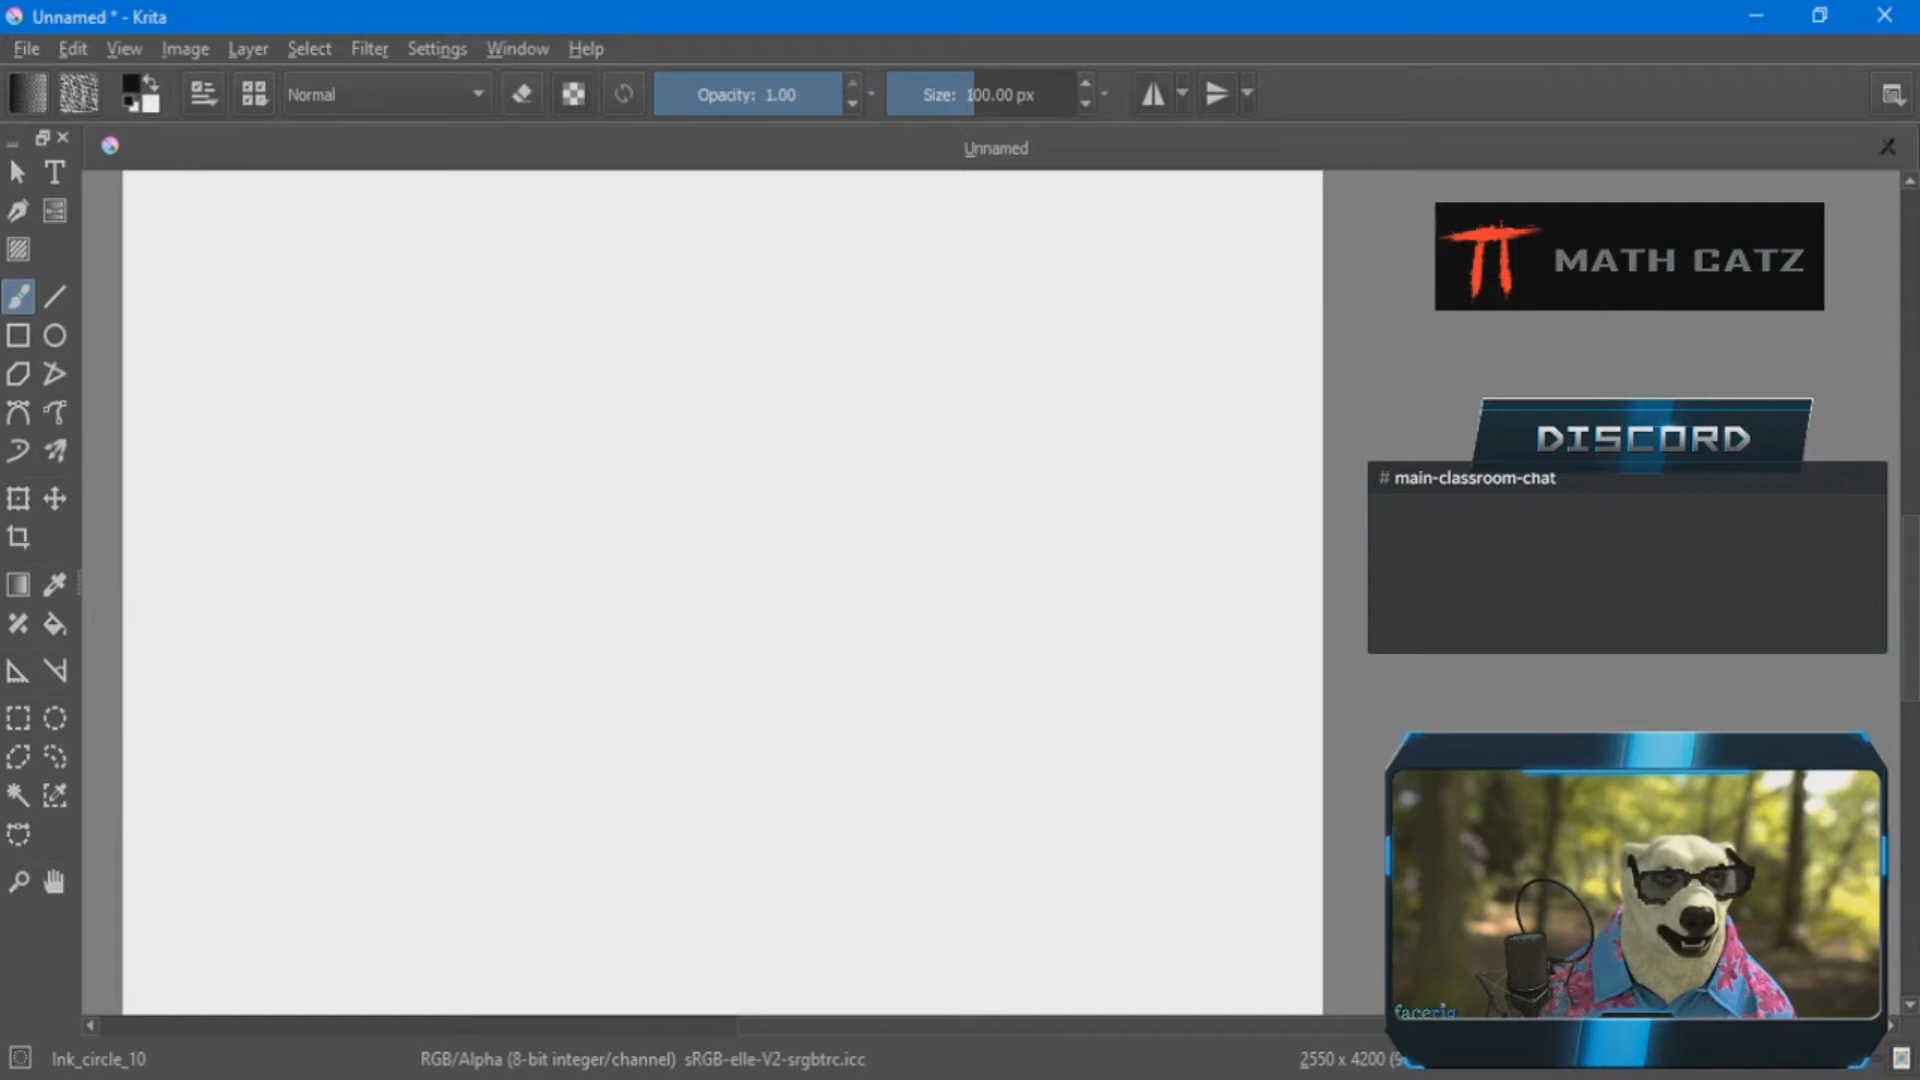 Unnamed * - Krita
File Edit View Image Layer Select Filter Settings Window Help
Normal Opacity: 1.00 Size: 100.00 px
Unnamed
MATH CATZ
DISCORD
# main-classroom-chat
facerig
Ink_circle_10 RGB/Alpha (8-bit integer/channel) sRGB-elle-V2-srgbtrc.icc 2550 x 4200